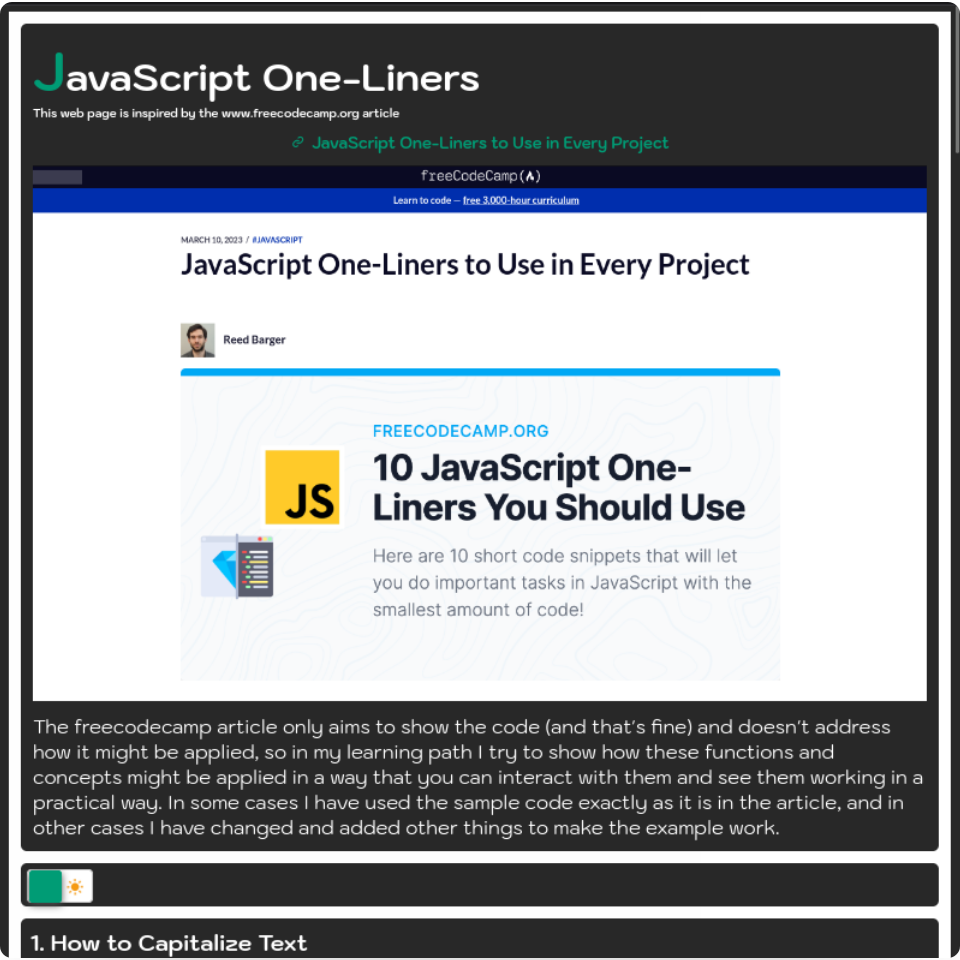 JavaScript One-Liners
This web page is inspired by the www.freecodecamp.org article
JavaScript One-Liners to Use in Every Project
freeCodeCamp(🔥)
Learn to code — free 3,000-hour curriculum
MARCH 10, 2023 / #JAVASCRIPT
JavaScript One-Liners to Use in Every Project
Reed Barger
FREECODECAMP.ORG
10 JavaScript One-
Liners You Should Use
JS
Here are 10 short code snippets that will let
you do important tasks in JavaScript with the
smallest amount of code!
The freecodecamp article only aims to show the code (and that's fine) and doesn't address
how it might be applied, so in my learning path I try to show how these functions and
concepts might be applied in a way that you can interact with them and see them working in a
practical way. In some cases I have used the sample code exactly as it is in the article, and in
other cases I have changed and added other things to make the example work.
1. How to Capitalize Text